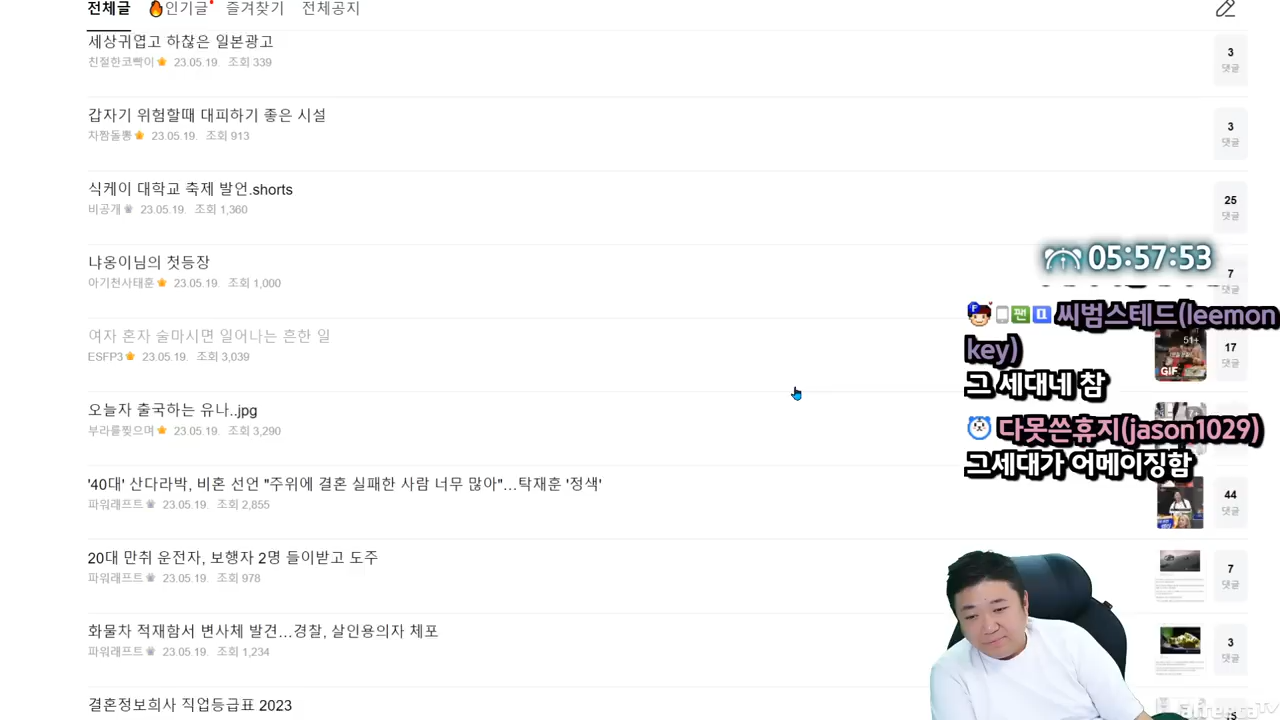 전체글 🔥인기글 즐겨찾기 전체공지
세상귀엽고 하찮은 일본광고
친절한코빡이 23.05.19. 조회 339
3
댓글
갑자기 위험할때 대피하기 좋은 시설
차짬돌뽕 23.05.19. 조회 913
3
댓글
식케이 대학교 축제 발언.shorts
비공개 23.05.19. 조회 1,360
25
댓글
05:57:53
냐옹이님의 첫등장
아기천사태훈 23.05.19. 조회 1,000
7
댓글
씨범스테드(leemon
key)
그 세대네 참
여자 혼자 술마시면 일어나는 흔한 일
ESFP3 23.05.19. 조회 3,039
51+
GIF
17
댓글
오늘자 출국하는 유나..jpg
부라를찢으며 23.05.19. 조회 3,290
다못쓴휴지(jason1029)
그세대가 어메이징함
'40대' 산다라박, 비혼 선언 "주위에 결혼 실패한 사람 너무 많아"…탁재훈 '정색'
파워레프트 23.05.19. 조회 2,855
44
댓글
20대 만취 운전자, 보행자 2명 들이받고 도주
파워레프트 23.05.19. 조회 978
7
댓글
화물차 적재함서 변사체 발견…경찰, 살인용의자 체포
파워레프트 23.05.19. 조회 1,234
3
댓글
결혼정보회사 직업등급표 2023
afreecaTV